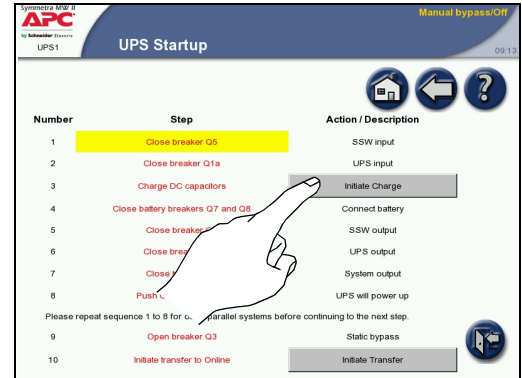 Symmetra MW II
APC
by Schneider Electric
UPS1
UPS Startup
Manual bypass/Off
09:13
Number Step Action / Description
1 Close breaker Q5 SSW input
2 Close breaker Q1a UPS input
3 Charge DC capacitors Initiate Charge
4 Close battery breakers Q7 and Q8 Connect battery
5 Close breaker SSW output
6 Close UPS output
7 Close System output
8 Push UPS will power up
Please repeat sequence 1 to 8 for parallel systems before continuing to the next step.
9 Open breaker Q3 Static bypass
10 Initiate transfer to Online Initiate Transfer